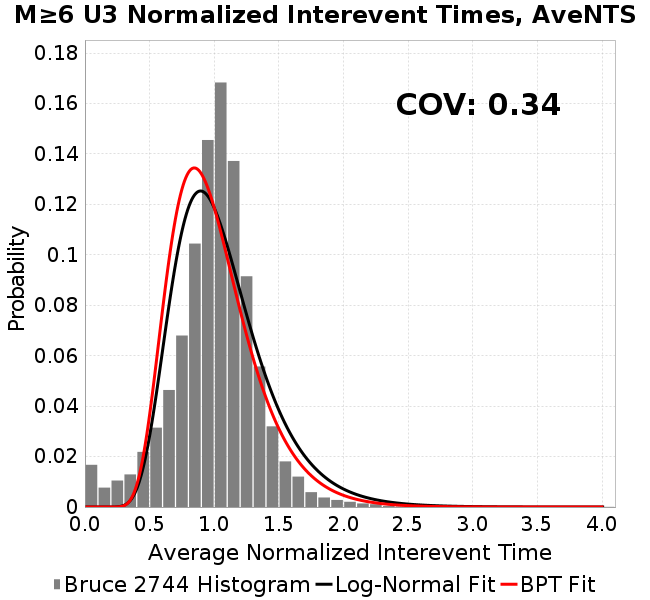 M≥6 U3 Normalized Interevent Times, AveNTS
COV: 0.34
Probability
0.18
0.16
0.14
0.12
0.1
0.08
0.06
0.04
0.02
0
0.0 0.5 1.0 1.5 2.0 2.5 3.0 3.5 4.0
Average Normalized Interevent Time
Bruce 2744 Histogram Log-Normal Fit BPT Fit